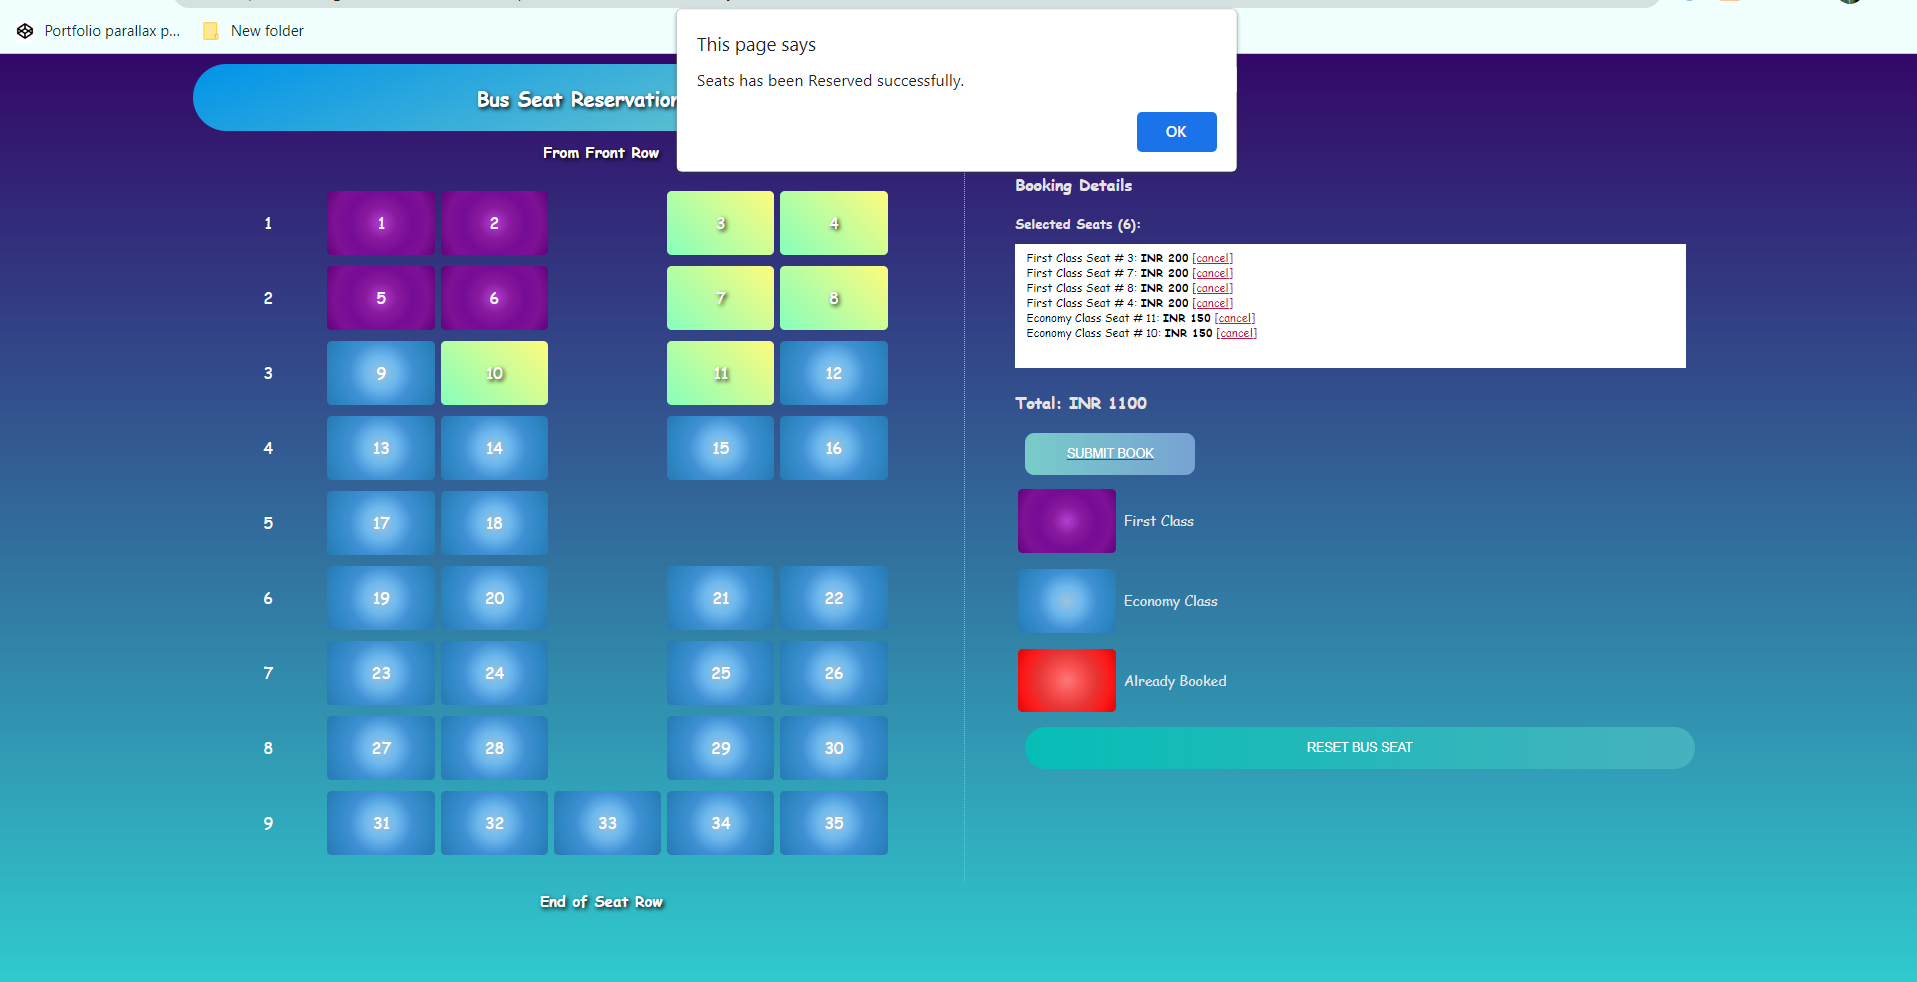 Portfolio parallax p...
New folder
This page says
Seats has been Reserved successfully.
OK
Bus Seat Reservation
From Front Row
1 1 2 3 4
2 5 6 7 8
3 9 10 11 12
4 13 14 15 16
5 17 18
6 19 20 21 22
7 23 24 25 26
8 27 28 29 30
9 31 32 33 34 35
End of Seat Row
Booking Details
Selected Seats (6):
First Class Seat # 3: INR 200 [cancel]
First Class Seat # 7: INR 200 [cancel]
First Class Seat # 8: INR 200 [cancel]
First Class Seat # 4: INR 200 [cancel]
Economy Class Seat # 11: INR 150 [cancel]
Economy Class Seat # 10: INR 150 [cancel]
Total: INR 1100
SUBMIT BOOK
First Class
Economy Class
Already Booked
RESET BUS SEAT